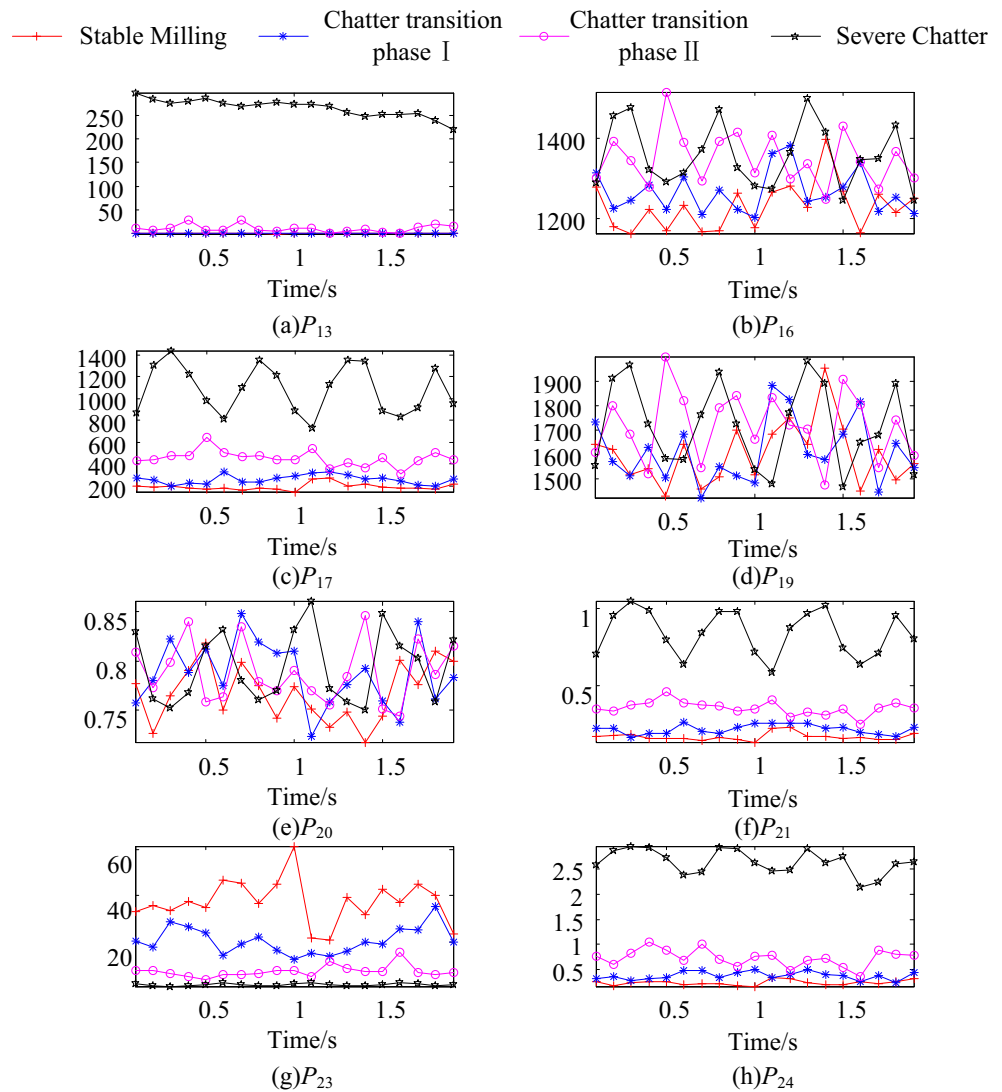 Stable Milling
Chatter transition
phase Ⅰ
Chatter transition
phase Ⅱ
Severe Chatter
250
200
150
100
50
0.5 1 1.5
Time/s
(a)P13
1400
1300
1200
0.5 1 1.5
Time/s
(b)P16
1400
1200
1000
800
600
400
200
0.5 1 1.5
Time/s
(c)P17
1900
1800
1700
1600
1500
0.5 1 1.5
Time/s
(d)P19
0.85
0.8
0.75
0.5 1 1.5
Time/s
(e)P20
1
0.5
0.5 1 1.5
Time/s
(f)P21
60
40
20
0.5 1 1.5
Time/s
(g)P23
2.5
2
1.5
1
0.5
0.5 1 1.5
Time/s
(h)P24